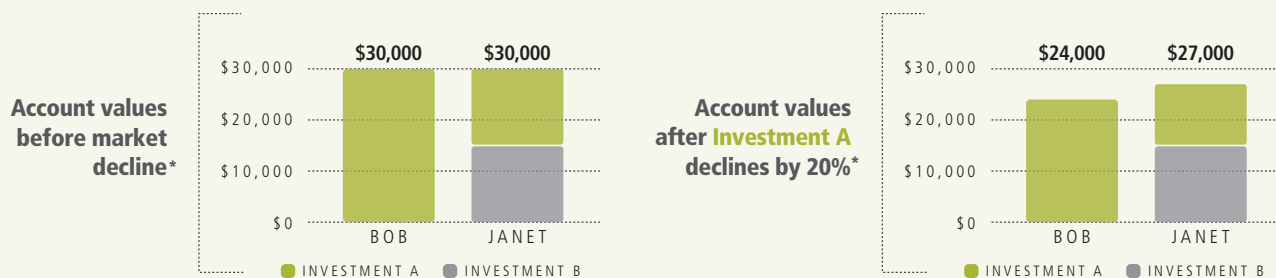 Account values
before market
decline*
$30,000 $30,000
$30,000
$20,000
$10,000
$0
BOB JANET
INVESTMENT A INVESTMENT B
Account values
after Investment A
declines by 20%*
$24,000 $27,000
$30,000
$20,000
$10,000
$0
BOB JANET
INVESTMENT A INVESTMENT B